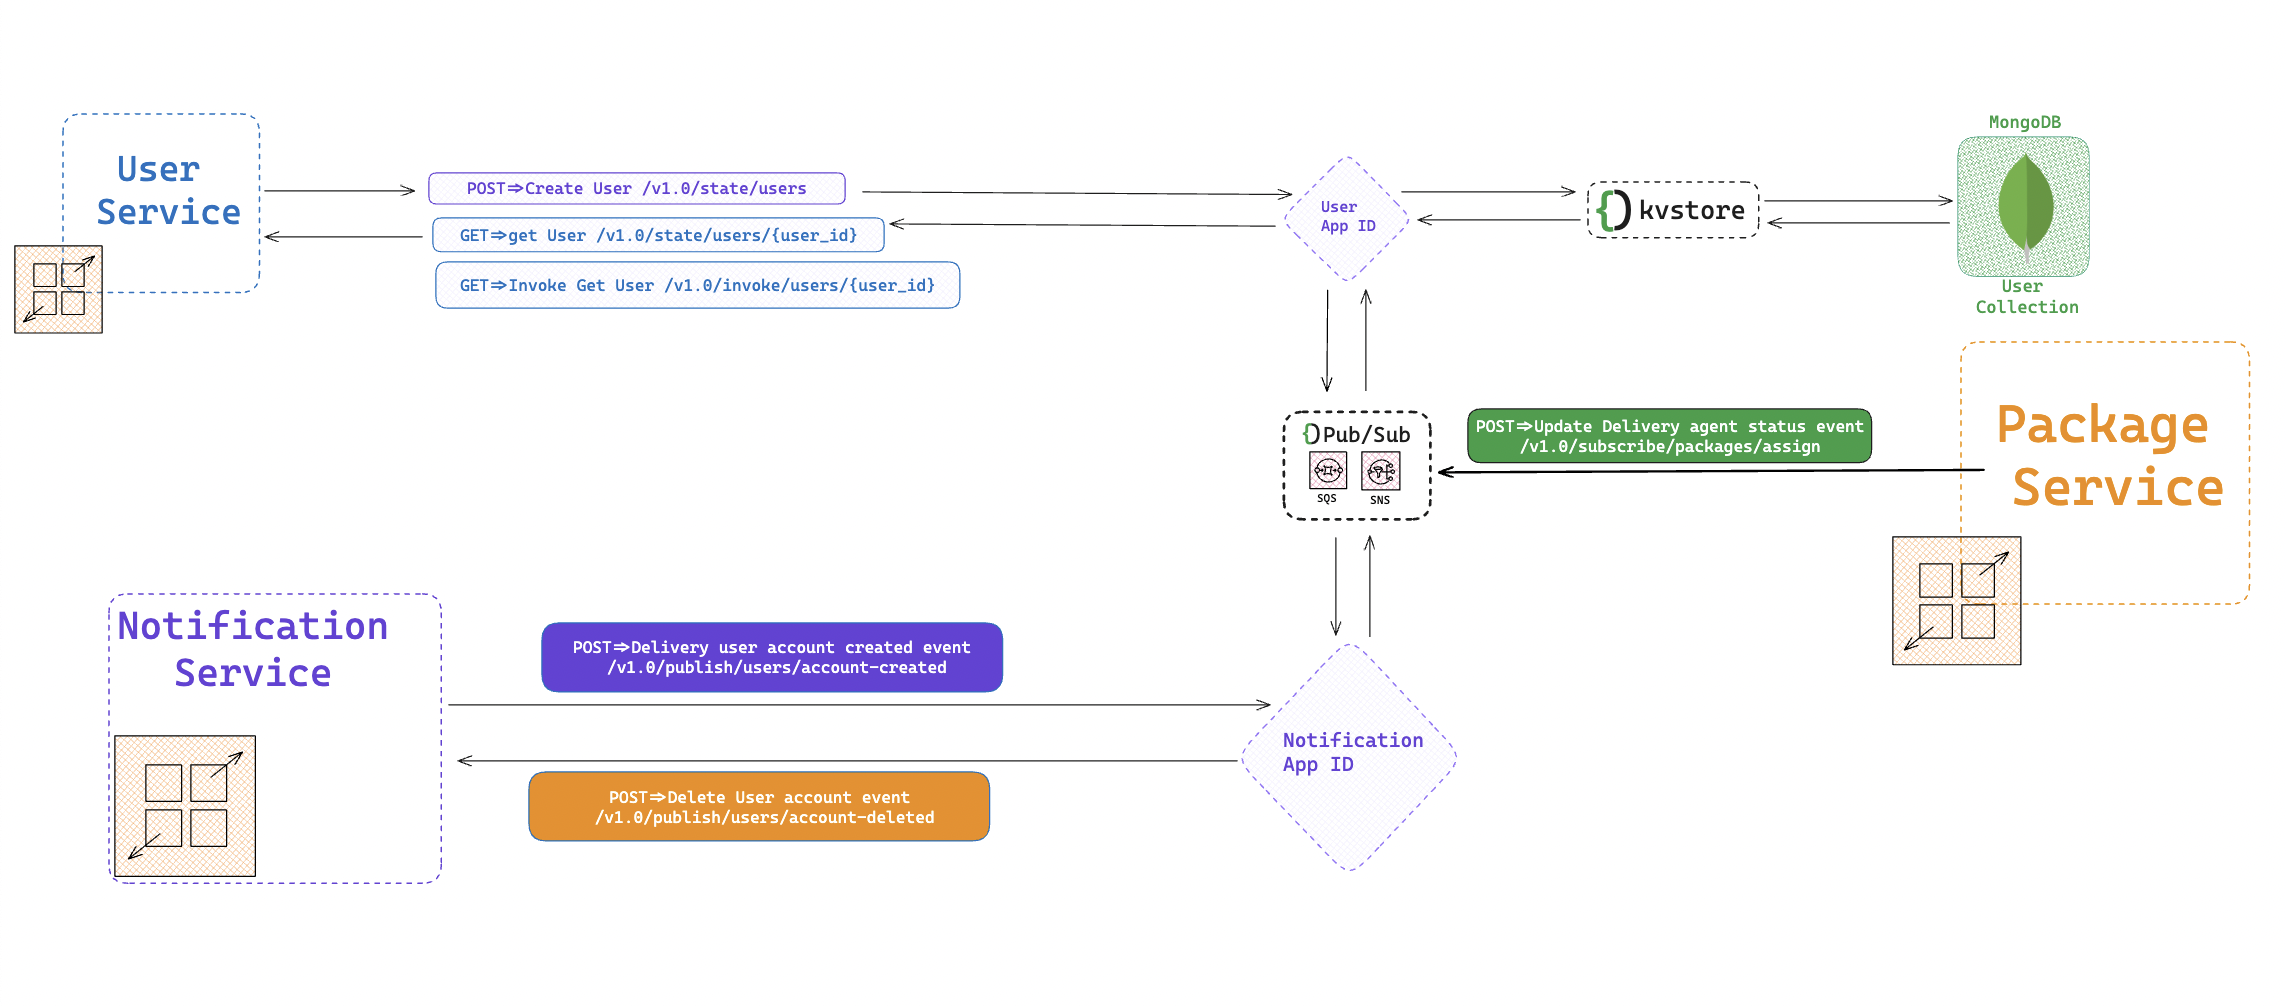 MongoDB
User
Service
POST⇒Create User /v1.0/state/users
GET⇒get User /v1.0/state/users/{user_id}
GET⇒Invoke Get User /v1.0/invoke/users/{user_id}
User
App ID
kvstore
User
Collection
Pub/Sub
SQS
SNS
POST⇒Update Delivery agent status event
/v1.0/subscribe/packages/assign
Package
Service
Notification
Service
POST⇒Delivery user account created event
/v1.0/publish/users/account-created
Notification
App ID
POST⇒Delete User account event
/v1.0/publish/users/account-deleted